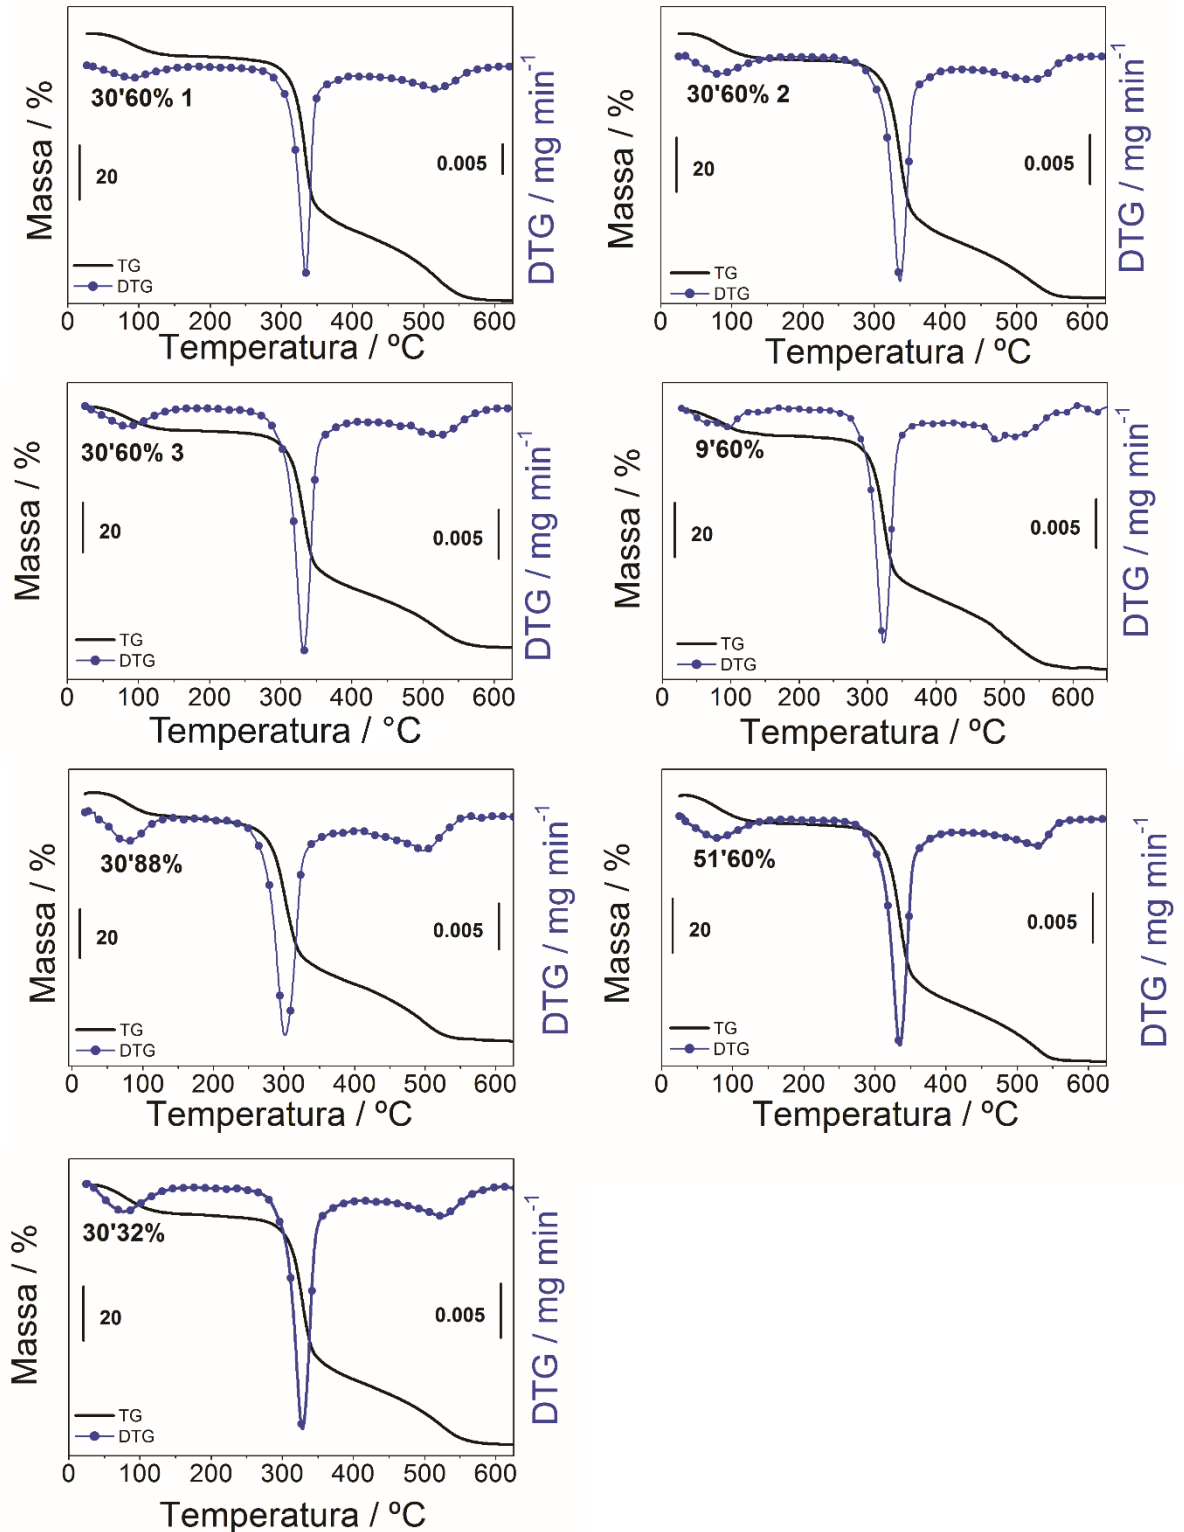 Massa / %
30'60% 1
20
0.005
TG
DTG
0 100 200 300 400 500 600
Temperatura / ºC
DTG / mg min-1
Massa / %
30'60% 2
20
0.005
TG
DTG
0 100 200 300 400 500 600
Temperatura / ºC
DTG / mg min-1
Massa / %
30'60% 3
20
0.005
TG
DTG
0 100 200 300 400 500 600
Temperatura / °C
DTG / mg min-1
Massa / %
9'60%
20
0.005
TG
DTG
0 100 200 300 400 500 600
Temperatura / ºC
DTG / mg min-1
Massa / %
30'88%
20
0.005
TG
DTG
0 100 200 300 400 500 600
Temperatura / ºC
DTG / mg min-1
Massa / %
51'60%
20
0.005
TG
DTG
0 100 200 300 400 500 600
Temperatura / ºC
DTG / mg min-1
Massa / %
30'32%
20
0.005
TG
DTG
0 100 200 300 400 500 600
Temperatura / ºC
DTG / mg min-1